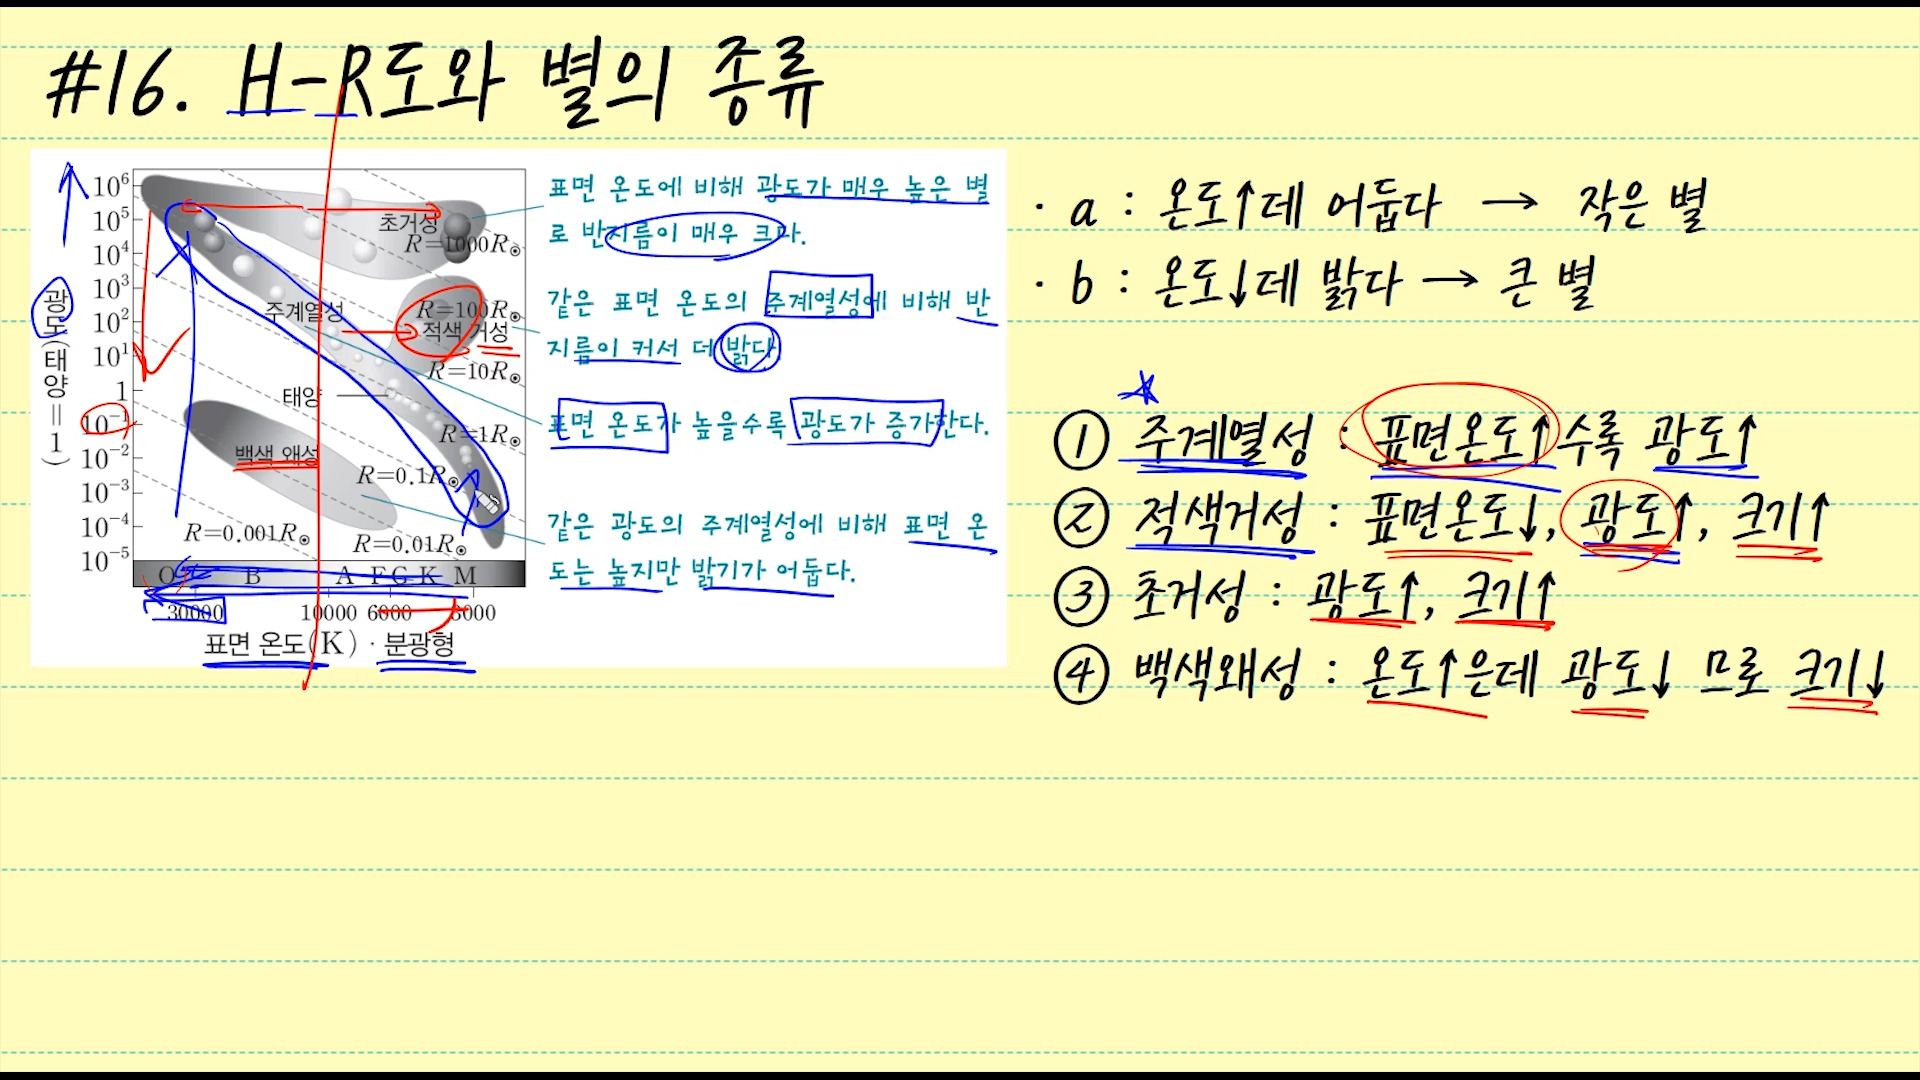 #16. H-R도와 별의 종류
광도(태양=1)
10⁶
10⁵
10⁴
10³
10²
10¹
1
10⁻¹
10⁻²
10⁻³
10⁻⁴
10⁻⁵
초거성
R=1000R⊙
R=100R⊙
주계열성
적색 거성
R=10R⊙
태양
R=1R⊙
백색 왜성
R=0.1R⊙
R=0.001R⊙
R=0.01R⊙
O B A F G K M
30000 10000 6000 3000
표면 온도(K) · 분광형
표면 온도에 비해 광도가 매우 높은 별
로 반지름이 매우 크다.
같은 표면 온도의 주계열성에 비해 반
지름이 커서 더 밝다.
표면 온도가 높을수록 광도가 증가한다.
같은 광도의 주계열성에 비해 표면 온
도는 높지만 밝기가 어둡다.
· a : 온도↑데 어둡다 → 작은 별
· b : 온도↓데 밝다 → 큰 별
① 주계열성 : 표면온도↑수록 광도↑
② 적색거성 : 표면온도↓, 광도↑, 크기↑
③ 초거성 : 광도↑, 크기↑
④ 백색왜성 : 온도↑은데 광도↓ 므로 크기↓